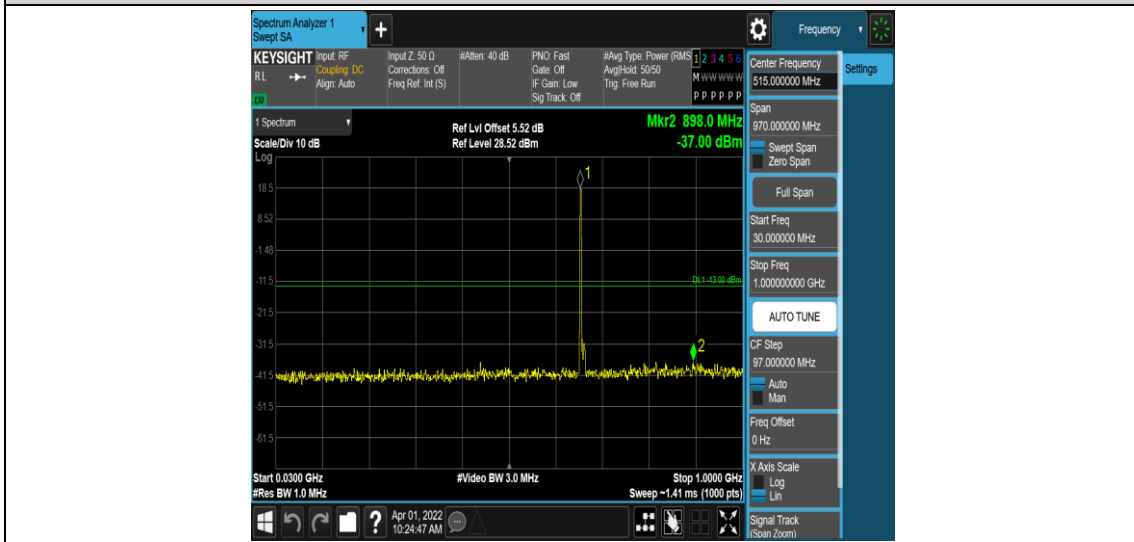 Spectrum Analyzer 1
Swept SA
+
Frequency
KEYSIGHT
RL
LXI
Input: RF
Coupling: DC
Align: Auto
Input Z: 50 Ω
Corrections: Off
Freq Ref: Int (S)
#Atten: 40 dB
PNO: Fast
Gate: Off
IF Gain: Low
Sig Track: Off
#Avg Type: Power (RMS
Avg|Hold: 50/50
Trig: Free Run
1 2 3 4 5 6
M W W W W W
P P P P P P
1 Spectrum
Scale/Div 10 dB
Log
Ref Lvl Offset 5.52 dB
Ref Level 28.52 dBm
Mkr2 898.0 MHz
-37.00 dBm
1
18.5
8.52
-1.48
-11.5
DL1 -13.00 dBm
-21.5
-31.5
2
-41.5
-51.5
-61.5
Start 0.0300 GHz
#Res BW 1.0 MHz
#Video BW 3.0 MHz
Stop 1.0000 GHz
Sweep ~1.41 ms (1000 pts)
?
Apr 01, 2022
10:24:47 AM
Center Frequency
515.000000 MHz
Settings
Span
970.000000 MHz
Swept Span
Zero Span
Full Span
Start Freq
30.000000 MHz
Stop Freq
1.000000000 GHz
AUTO TUNE
CF Step
97.000000 MHz
Auto
Man
Freq Offset
0 Hz
X Axis Scale
Log
Lin
Signal Track
(Span Zoom)